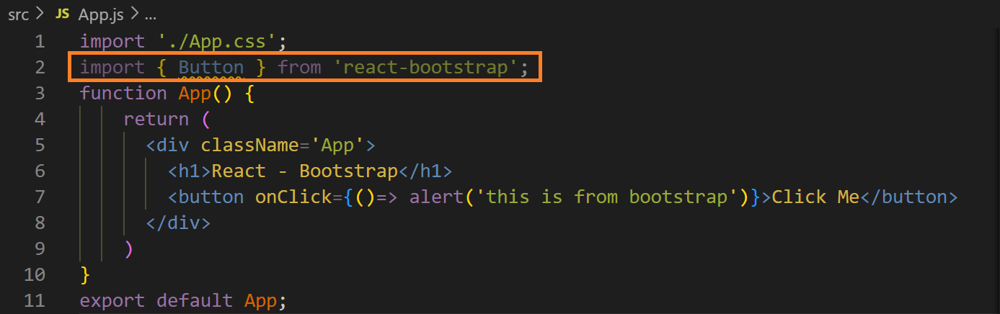 src > JS App.js > ...
1 import './App.css';
2 import { Button } from 'react-bootstrap';
3 function App() {
4 return (
5 <div className='App'>
6 <h1>React - Bootstrap</h1>
7 <button onClick={()=> alert('this is from bootstrap')}>Click Me</button>
8 </div>
9 )
10 }
11 export default App;